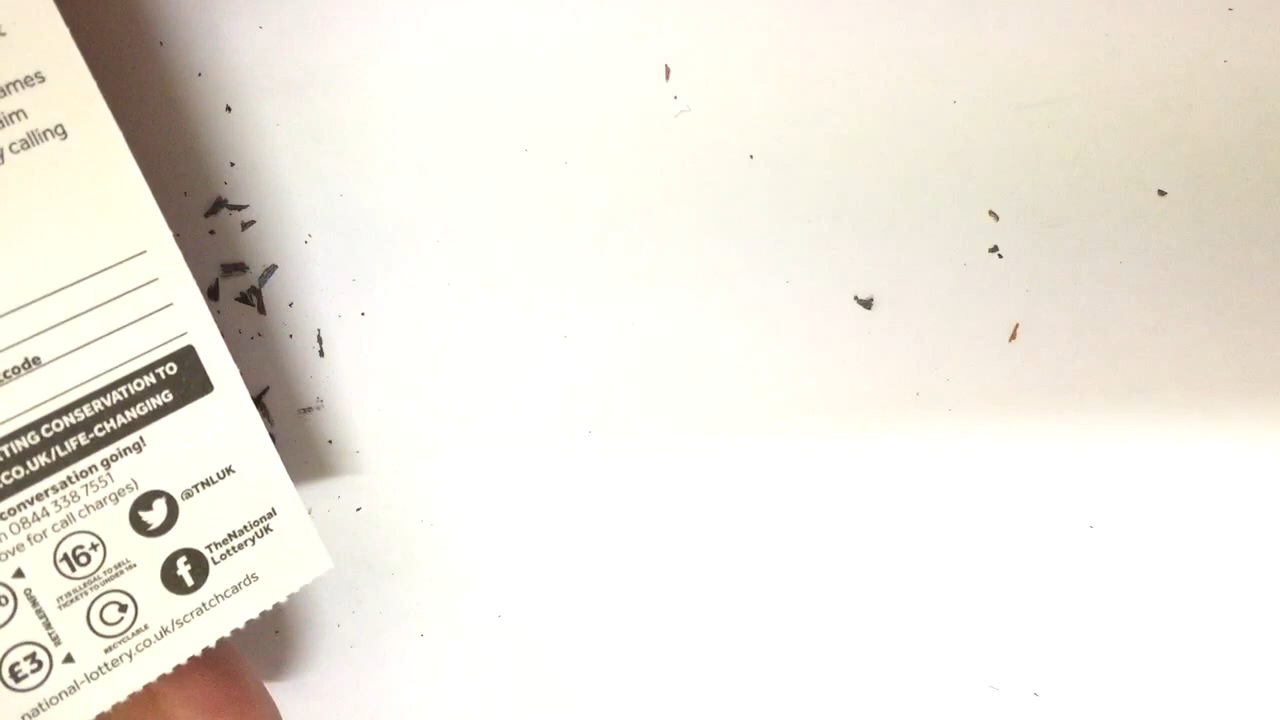 ames
aim
y calling
code
TING CONSERVATION TO
CO.UK/LIFE-CHANGING
conversation going!
n 0844 338 7551
ove for call charges)
@TNLUK
16+
IT IS ILLEGAL TO SELL
TICKETS TO UNDER 16s
TheNational
LotteryUK
RETAILER INFO
RECYCLABLE
£3
national-lottery.co.uk/scratchcards